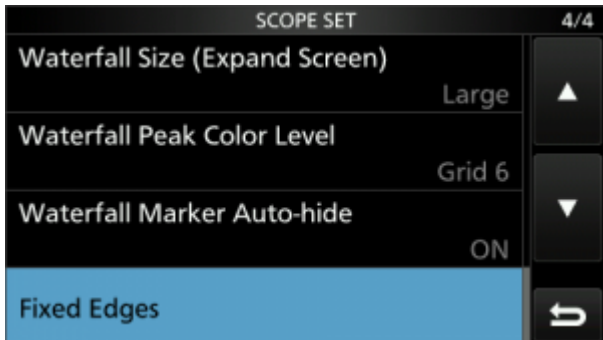 SCOPE SET 4/4
Waterfall Size (Expand Screen)
Large
Waterfall Peak Color Level
Grid 6
Waterfall Marker Auto-hide
ON
Fixed Edges